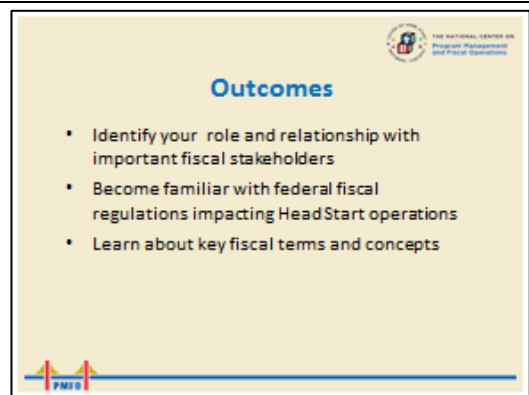 THE NATIONAL CENTER ON
Program Management
and Fiscal Operations
Outcomes
• Identify your role and relationship with
important fiscal stakeholders
• Become familiar with federal fiscal
regulations impacting Head Start operations
• Learn about key fiscal terms and concepts
PMFO